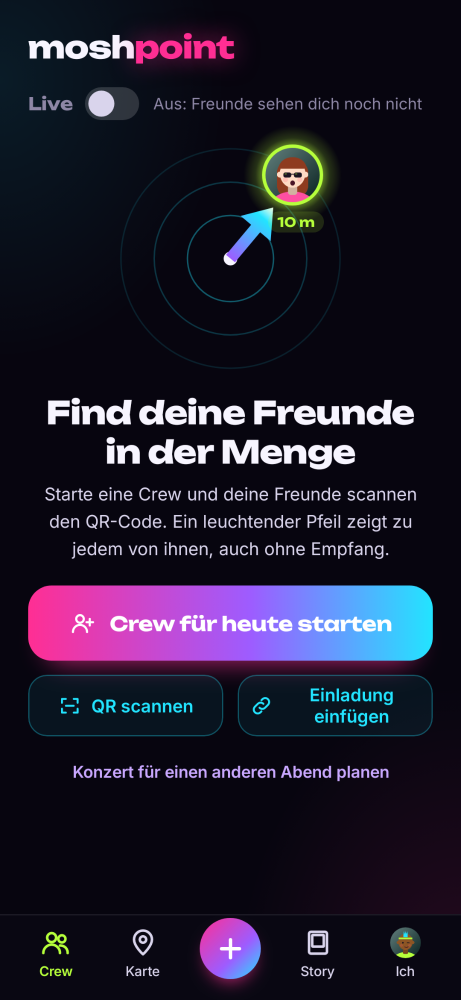 moshpoint
Live
Aus: Freunde sehen dich noch nicht
10 m
Find deine Freunde
in der Menge
Starte eine Crew und deine Freunde scannen
den QR-Code. Ein leuchtender Pfeil zeigt zu
jedem von ihnen, auch ohne Empfang.
Crew für heute starten
QR scannen
Einladung
einfügen
Konzert für einen anderen Abend planen
Crew
Karte
Story
Ich